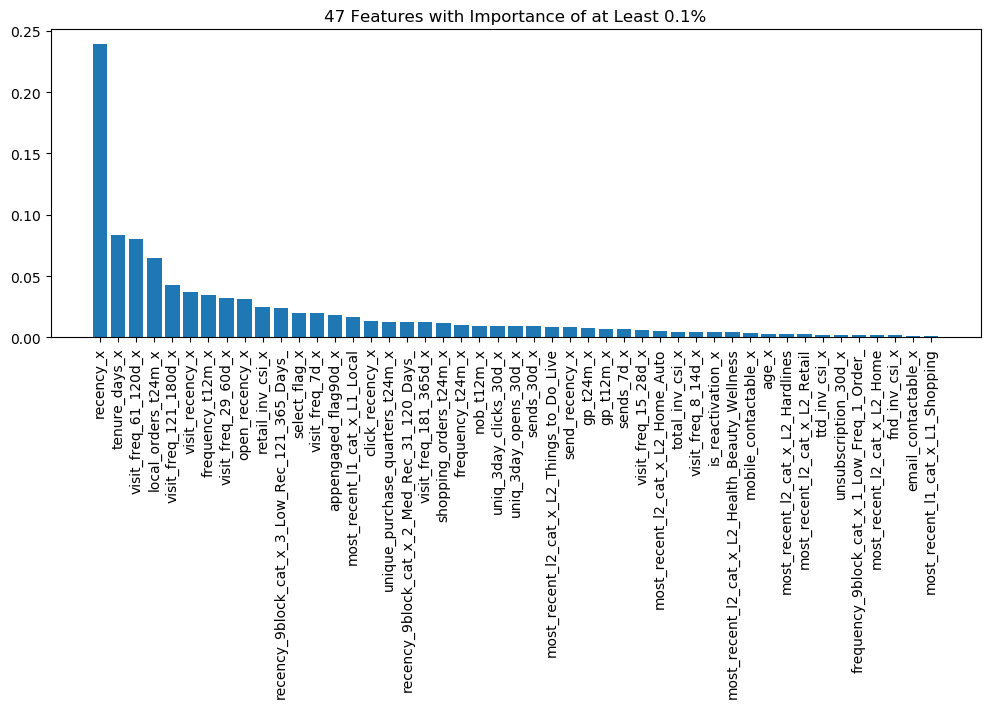 47 Features with Importance of at Least 0.1%
0.25
0.20
0.15
0.10
0.05
0.00
recency_x
tenure_days_x
visit_freq_61_120d_x
local_orders_t24m_x
visit_freq_121_180d_x
visit_recency_x
frequency_t12m_x
visit_freq_29_60d_x
open_recency_x
retail_inv_csi_x
recency_9block_cat_x_3_Low_Rec_121_365_Days_
select_flag_x
visit_freq_7d_x
appengaged_flag90d_x
most_recent_l1_cat_x_L1_Local
click_recency_x
unique_purchase_quarters_t24m_x
recency_9block_cat_x_2_Med_Rec_31_120_Days_
visit_freq_181_365d_x
shopping_orders_t24m_x
frequency_t24m_x
nob_t12m_x
uniq_3day_clicks_30d_x
uniq_3day_opens_30d_x
sends_30d_x
most_recent_l2_cat_x_L2_Things_to_Do_Live
send_recency_x
gp_t24m_x
gp_t12m_x
sends_7d_x
visit_freq_15_28d_x
most_recent_l2_cat_x_L2_Home_Auto
total_inv_csi_x
visit_freq_8_14d_x
is_reactivation_x
most_recent_l2_cat_x_L2_Health_Beauty_Wellness
mobile_contactable_x
age_x
most_recent_l2_cat_x_L2_Hardlines
most_recent_l2_cat_x_L2_Retail
ttd_inv_csi_x
unsubscription_30d_x
frequency_9block_cat_x_1_Low_Freq_1_Order_
most_recent_l2_cat_x_L2_Home
fnd_inv_csi_x
email_contactable_x
most_recent_l1_cat_x_L1_Shopping